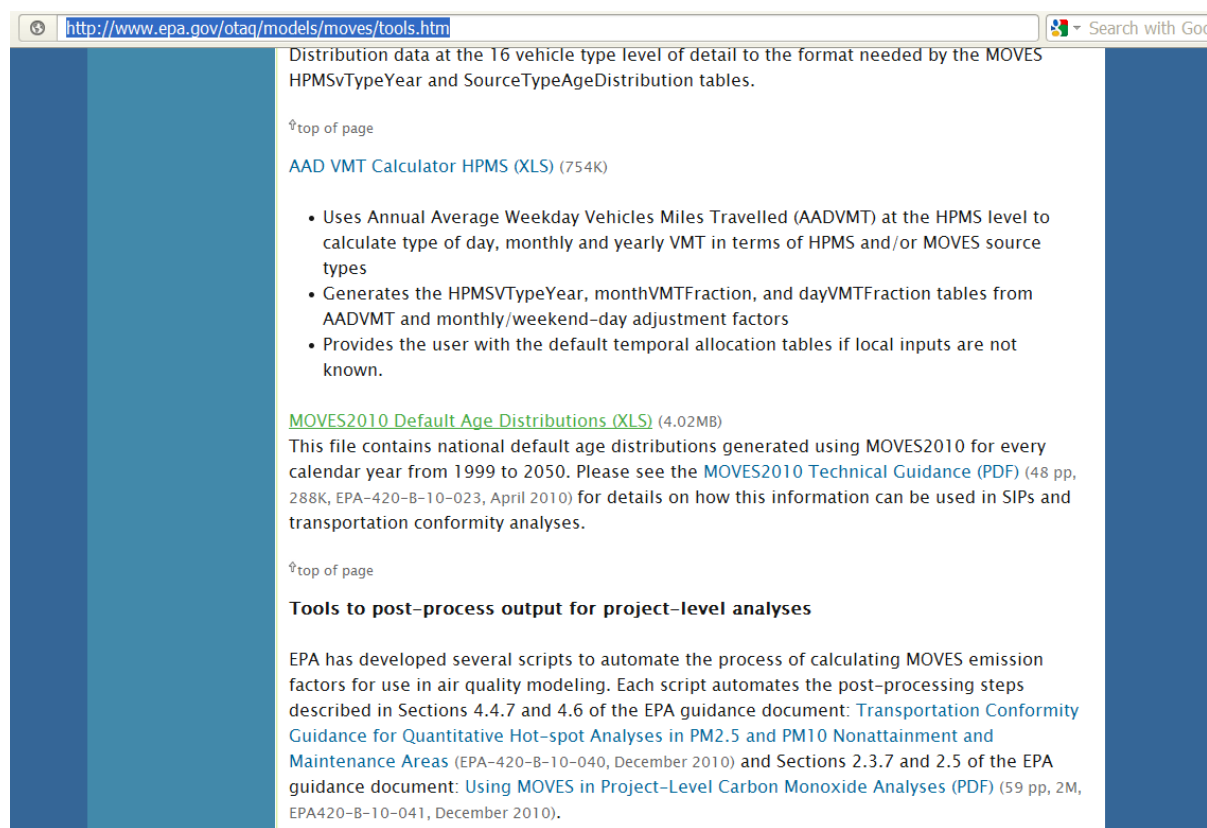 http://www.epa.gov/otaq/models/moves/tools.htm
Search with Goo
Distribution data at the 16 vehicle type level of detail to the format needed by the MOVES
HPMSvTypeYear and SourceTypeAgeDistribution tables.
⇑top of page
AAD VMT Calculator HPMS (XLS) (754K)
• Uses Annual Average Weekday Vehicles Miles Travelled (AADVMT) at the HPMS level to
calculate type of day, monthly and yearly VMT in terms of HPMS and/or MOVES source
types
• Generates the HPMSVTypeYear, monthVMTFraction, and dayVMTFraction tables from
AADVMT and monthly/weekend-day adjustment factors
• Provides the user with the default temporal allocation tables if local inputs are not
known.
MOVES2010 Default Age Distributions (XLS) (4.02MB)
This file contains national default age distributions generated using MOVES2010 for every
calendar year from 1999 to 2050. Please see the MOVES2010 Technical Guidance (PDF) (48 pp,
288K, EPA-420-B-10-023, April 2010) for details on how this information can be used in SIPs and
transportation conformity analyses.
⇑top of page
Tools to post-process output for project-level analyses
EPA has developed several scripts to automate the process of calculating MOVES emission
factors for use in air quality modeling. Each script automates the post-processing steps
described in Sections 4.4.7 and 4.6 of the EPA guidance document: Transportation Conformity
Guidance for Quantitative Hot-spot Analyses in PM2.5 and PM10 Nonattainment and
Maintenance Areas (EPA-420-B-10-040, December 2010) and Sections 2.3.7 and 2.5 of the EPA
guidance document: Using MOVES in Project-Level Carbon Monoxide Analyses (PDF) (59 pp, 2M,
EPA420-B-10-041, December 2010).